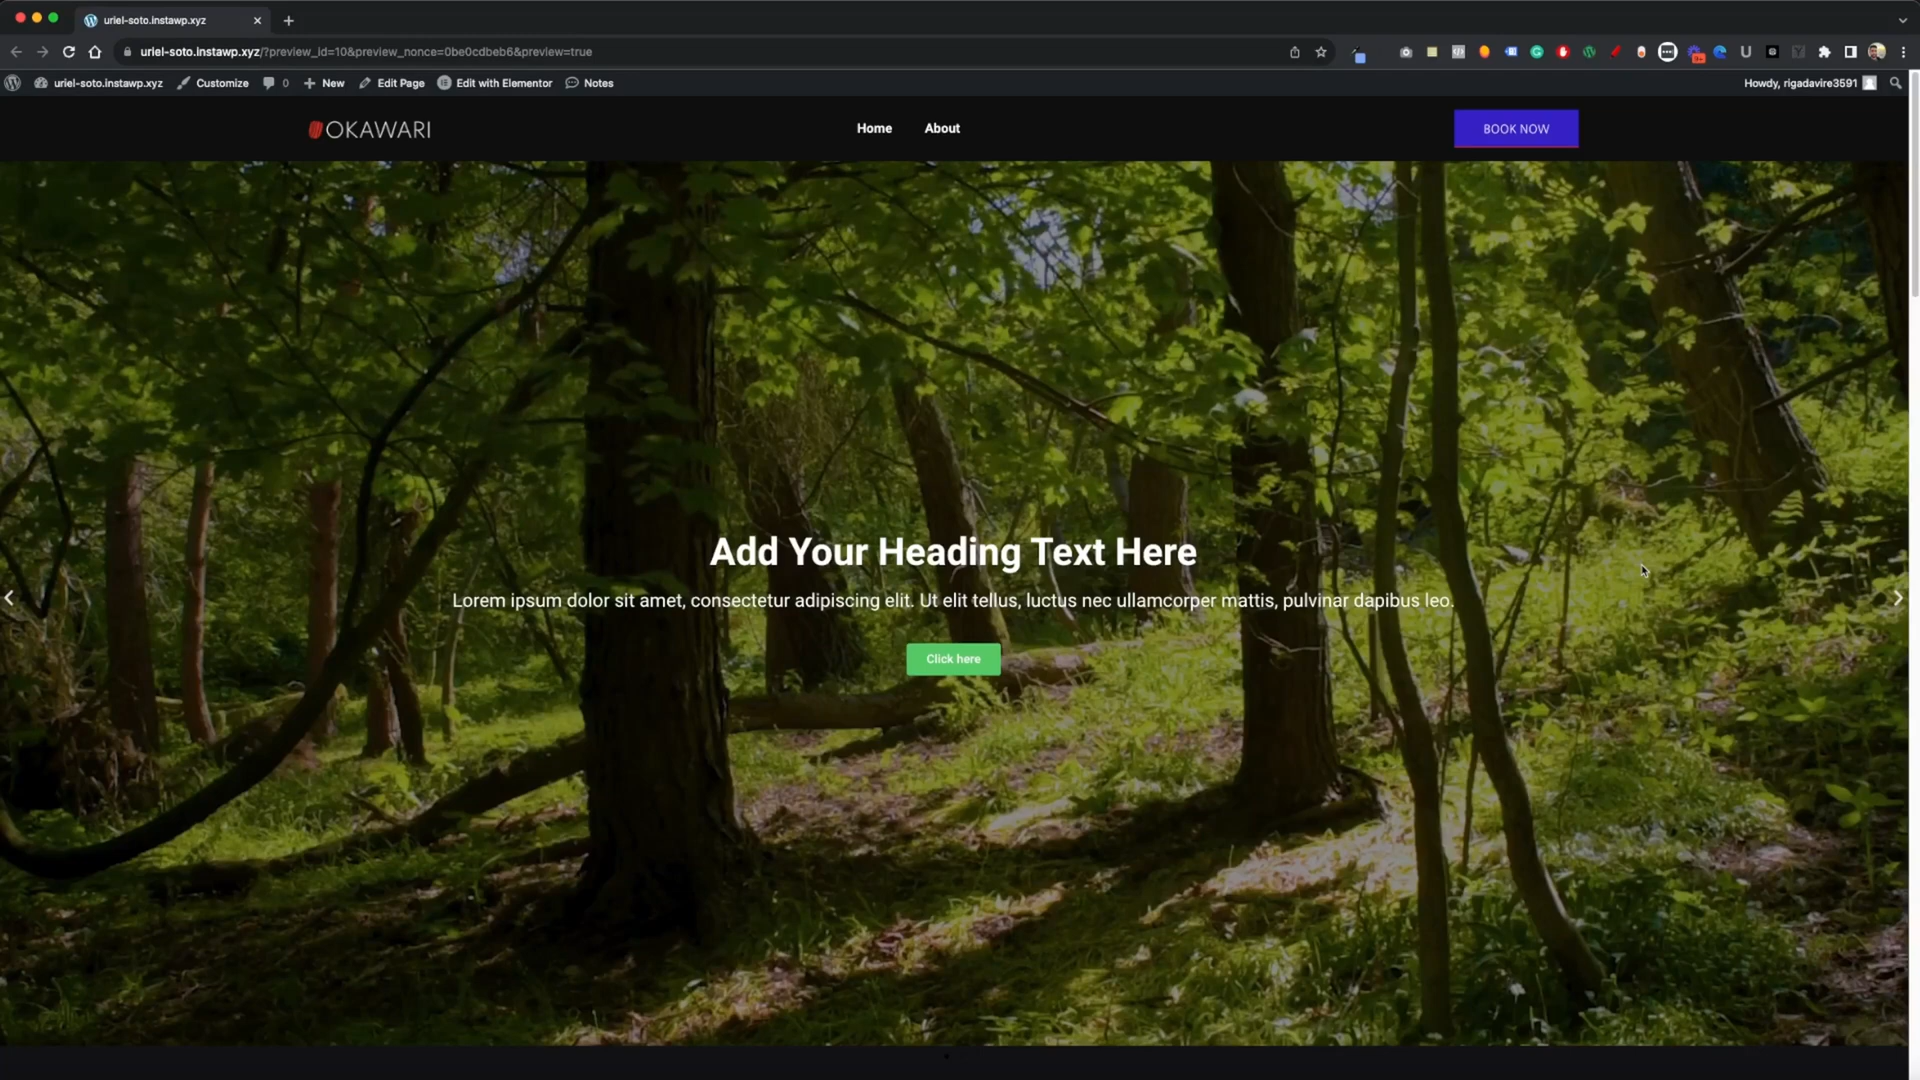 uriel-soto.instawp.xyz
uriel-soto.instawp.xyz/?preview_id=10&preview_nonce=0be0cdbeb6&preview=true
uriel-soto.instawp.xyz Customize 0 New Edit Page Edit with Elementor Notes Howdy, rigadavire3591
OKAWARI Home About BOOK NOW
Add Your Heading Text Here
Lorem ipsum dolor sit amet, consectetur adipiscing elit. Ut elit tellus, luctus nec ullamcorper mattis, pulvinar dapibus leo.
Click here